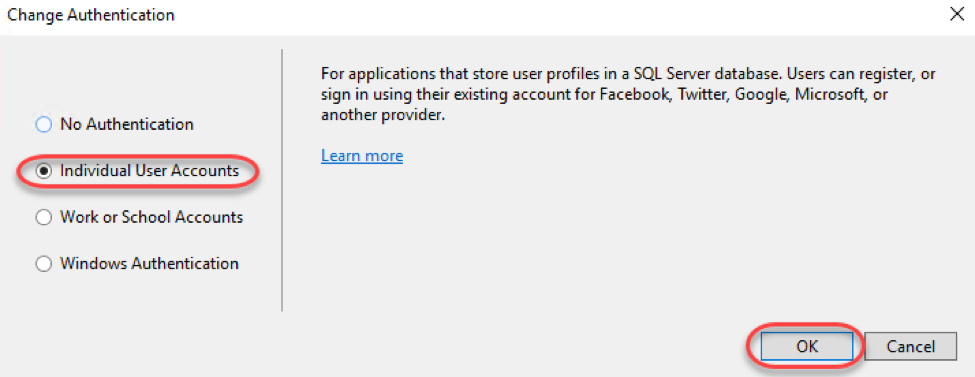 Change Authentication
No Authentication
Individual User Accounts
Work or School Accounts
Windows Authentication
For applications that store user profiles in a SQL Server database. Users can register, or
sign in using their existing account for Facebook, Twitter, Google, Microsoft, or
another provider.
Learn more
OK
Cancel